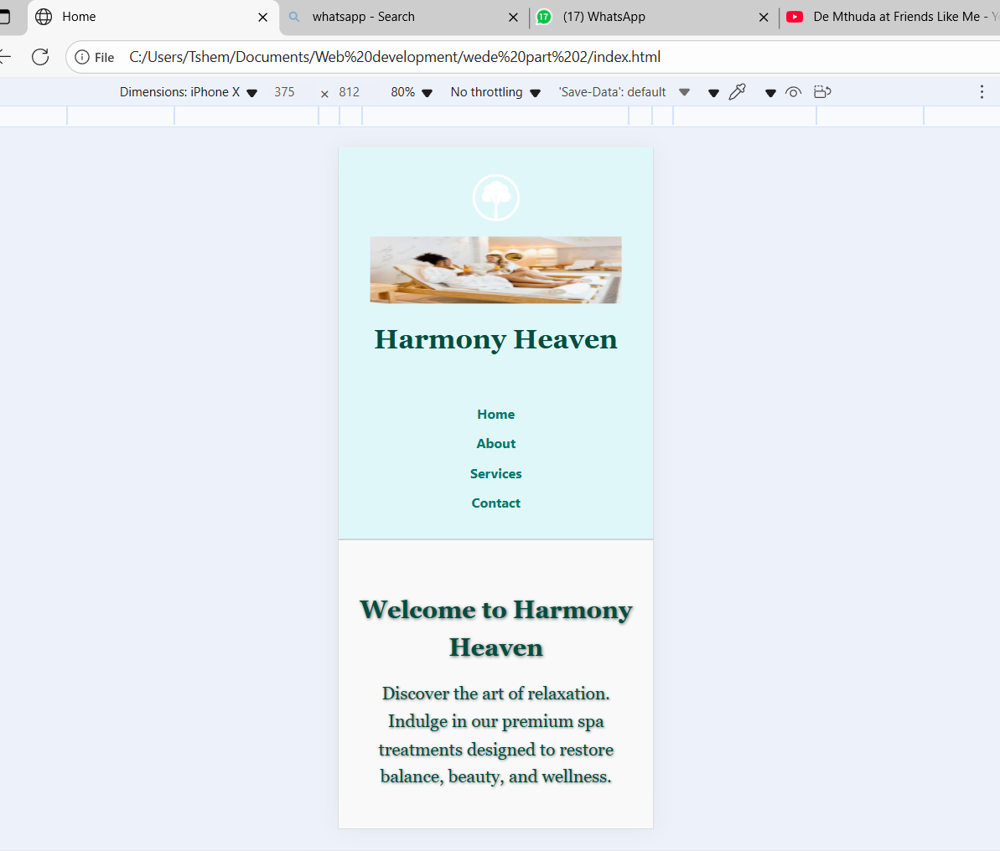 Home
whatsapp - Search
17
(17) WhatsApp
De Mthuda at Friends Like Me -
File
C:/Users/Tshem/Documents/Web%20development/wede%20part%202/index.html
Dimensions: iPhone X
375
×
812
80%
No throttling
'Save-Data': default
Harmony Heaven
Home
About
Services
Contact
Welcome to Harmony
Heaven
Discover the art of relaxation.
Indulge in our premium spa
treatments designed to restore
balance, beauty, and wellness.